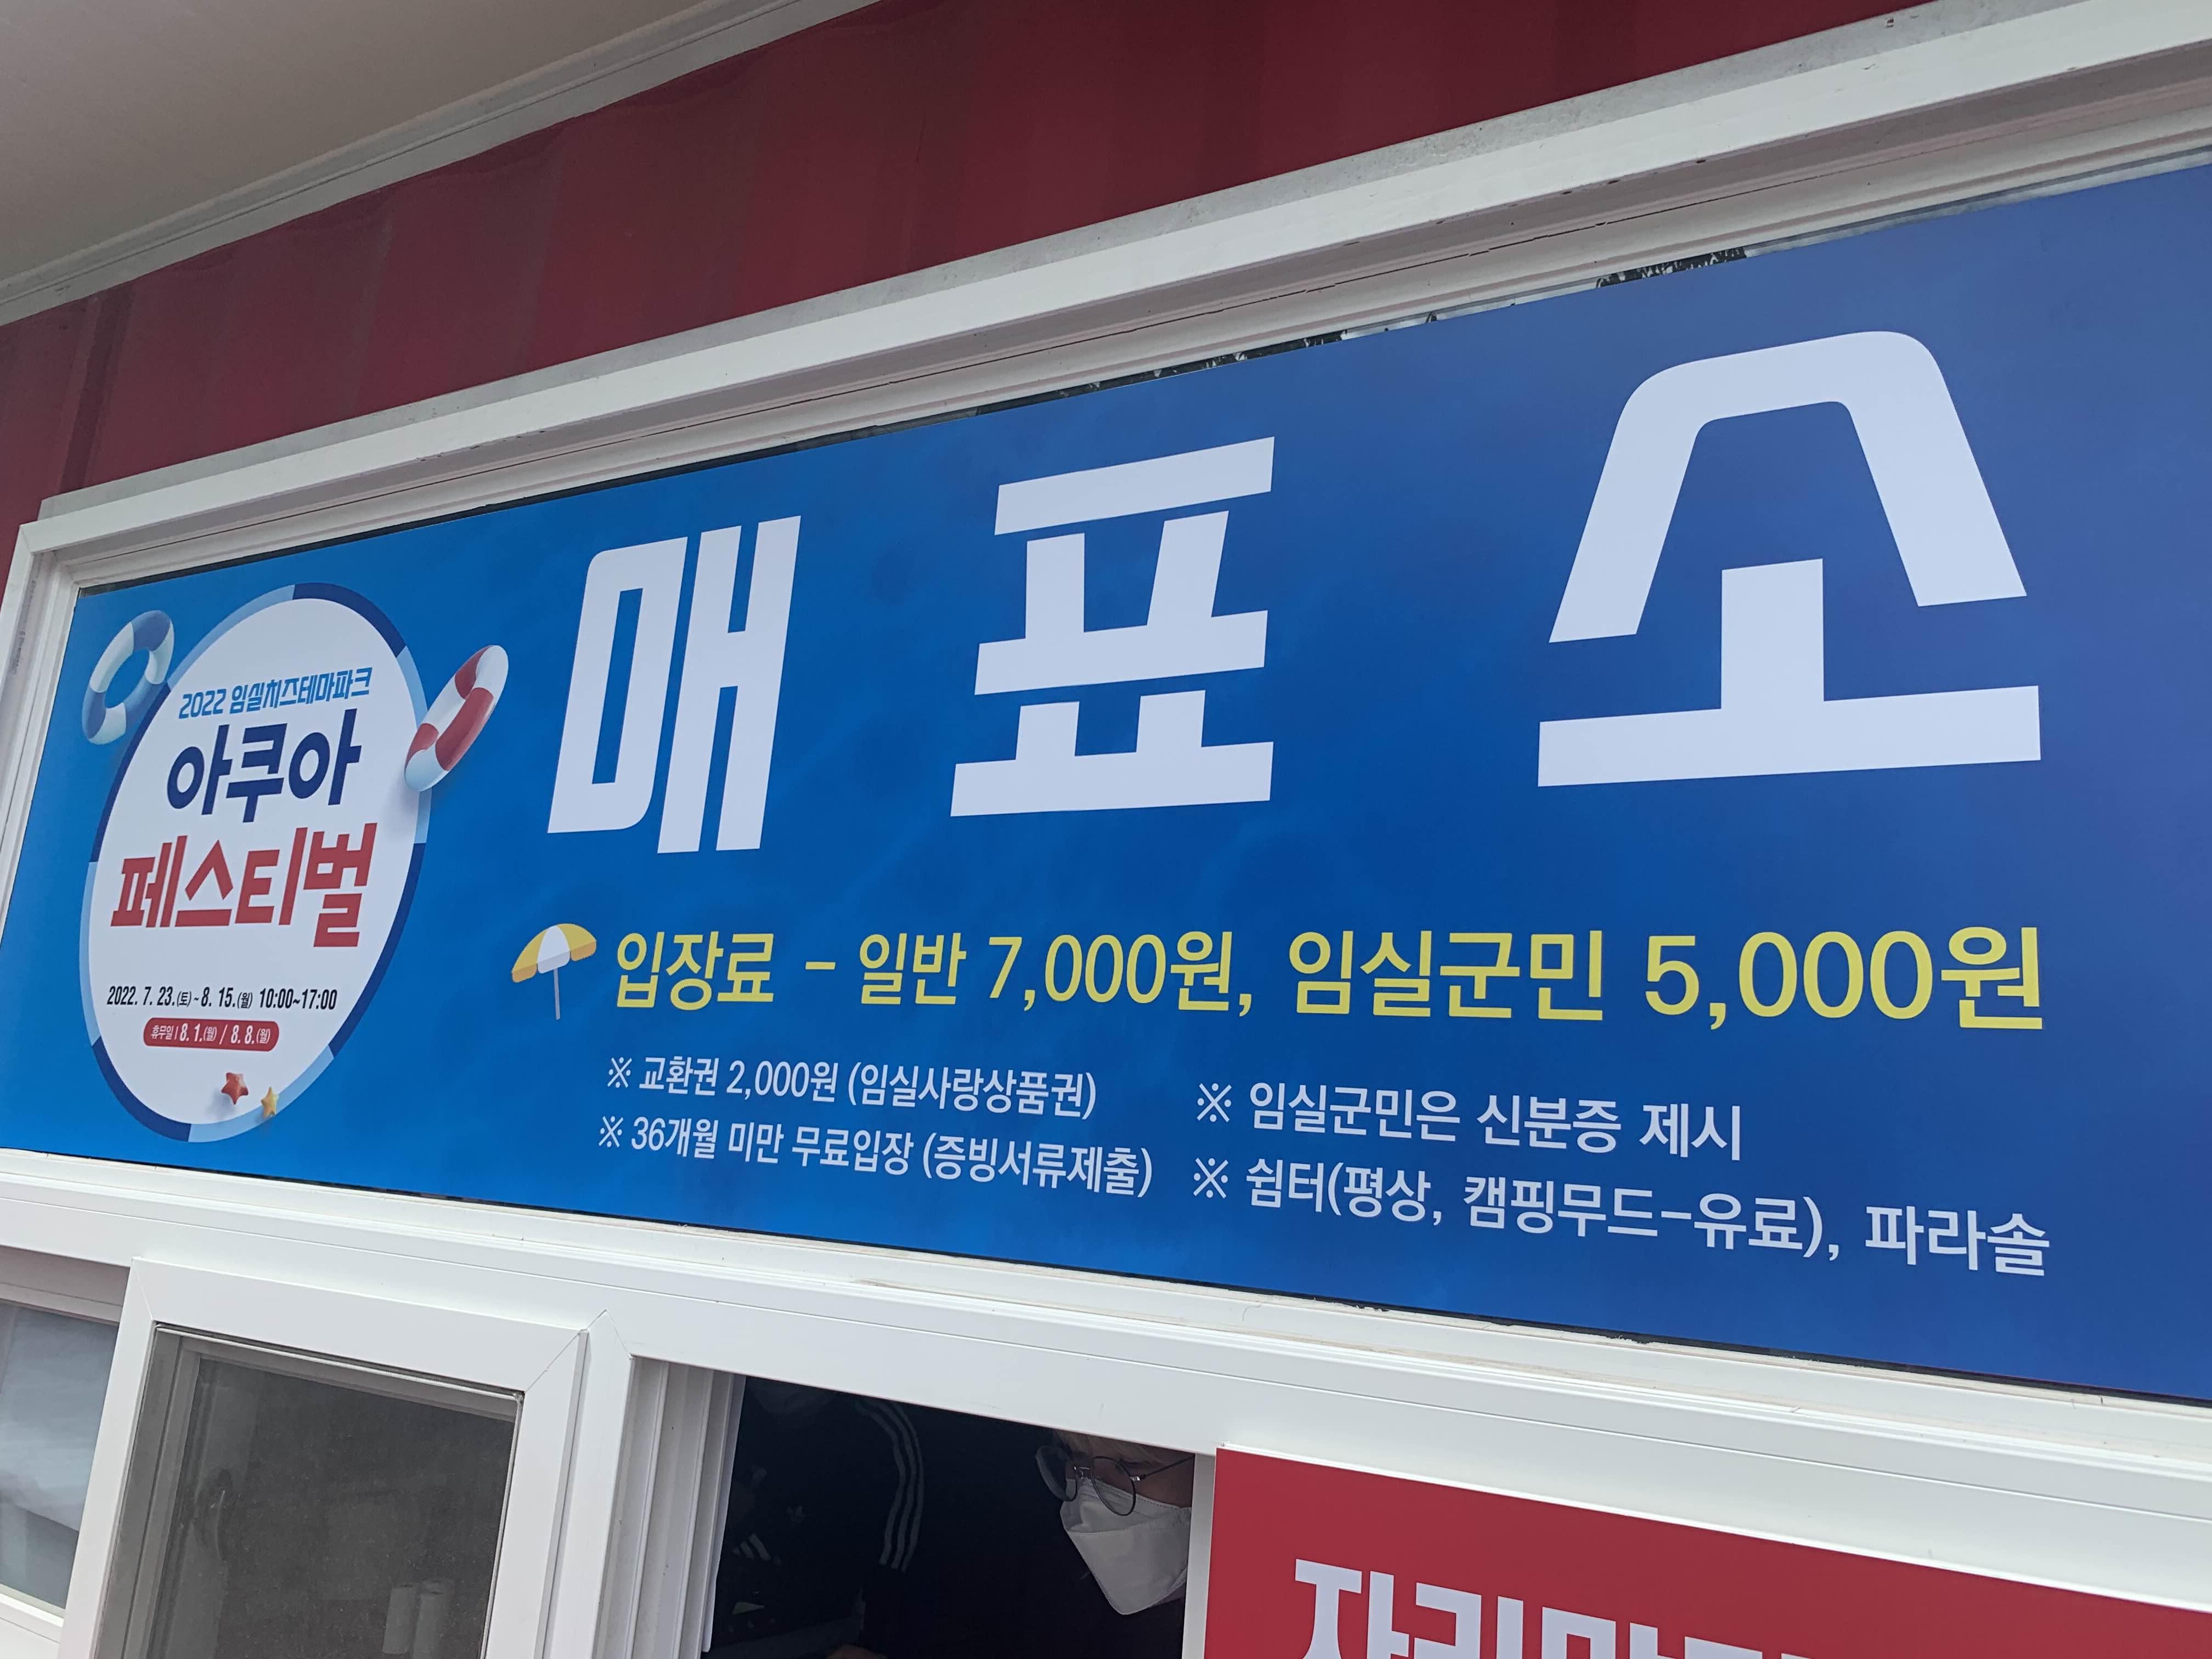 2022 임실치즈테마파크
아쿠아
페스티벌
2022. 7. 23.(토)~8. 15.(월) 10:00~17:00
휴무일 | 8. 1.(월) / 8. 8.(월)
매표소
입장료 - 일반 7,000원, 임실군민 5,000원
※ 교환권 2,000원 (임실사랑상품권)
※ 36개월 미만 무료입장 (증빙서류제출)
※ 임실군민은 신분증 제시
※ 쉼터(평상, 캠핑무드-유료), 파라솔